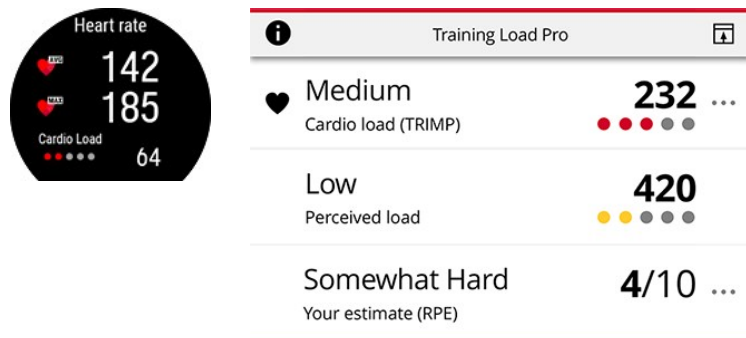 Heart rate
AVG 142
MAX 185
Cardio Load
64
Training Load Pro
Medium 232
Cardio load (TRIMP)
Low 420
Perceived load
Somewhat Hard 4/10
Your estimate (RPE)